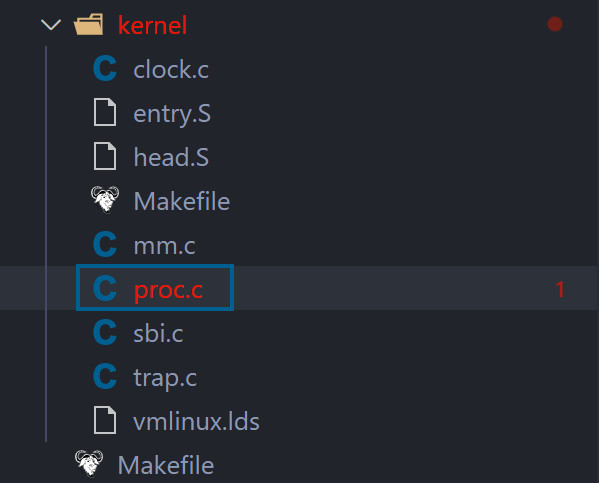 kernel
clock.c
entry.S
head.S
Makefile
mm.c
proc.c 1
sbi.c
trap.c
vmlinux.lds
Makefile